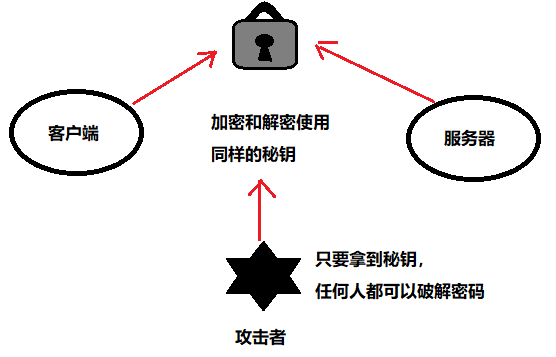 客户端
加密和解密使用
同样的秘钥
服务器
只要拿到秘钥，
任何人都可以破解密码
攻击者